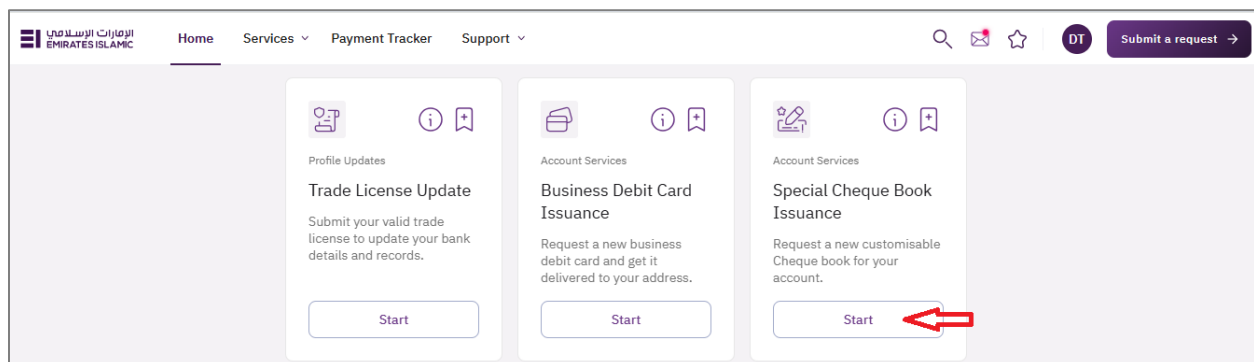 الإمارات الإسلامي
EMIRATES ISLAMIC
Home
Services
Payment Tracker
Support
DT
Submit a request →
Profile Updates
Trade License Update
Submit your valid trade
license to update your bank
details and records.
Start
Account Services
Business Debit Card
Issuance
Request a new business
debit card and get it
delivered to your address.
Start
Account Services
Special Cheque Book
Issuance
Request a new customisable
Cheque book for your
account.
Start